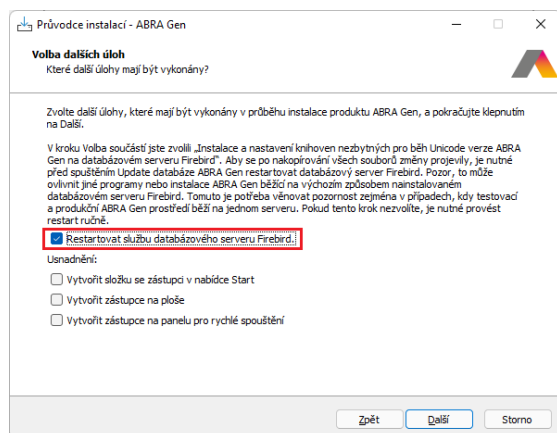 Průvodce instalací - ABRA Gen
Volba dalších úloh
Které další úlohy mají být vykonány?
Zvolte další úlohy, které mají být vykonány v průběhu instalace produktu ABRA Gen, a pokračujte klepnutím
na Další.
V kroku Volba součástí jste zvolili „Instalace a nastavení knihoven nezbytných pro běh Unicode verze ABRA
Gen na databázovém serveru Firebird“. Aby se po nakopírování všech souborů změny projevily, je nutné
před spuštěním Update databáze ABRA Gen restartovat databázový server Firebird. Pozor, to může
ovlivnit jiné programy nebo instalace ABRA Gen běžící na výchozím způsobem nainstalovaném
databázovém serveru Firebird. Tomuto je potřeba věnovat pozornost zejména v případech, kdy testovací
a produkční ABRA Gen prostředí běží na jednom serveru. Pokud tento krok nezvolíte, je nutné provést
restart ručně.
Restartovat službu databázového serveru Firebird.
Usnadnění:
Vytvořit složku se zástupci v nabídce Start
Vytvořit zástupce na ploše
Vytvořit zástupce na panelu pro rychlé spouštění
Zpět
Další
Storno